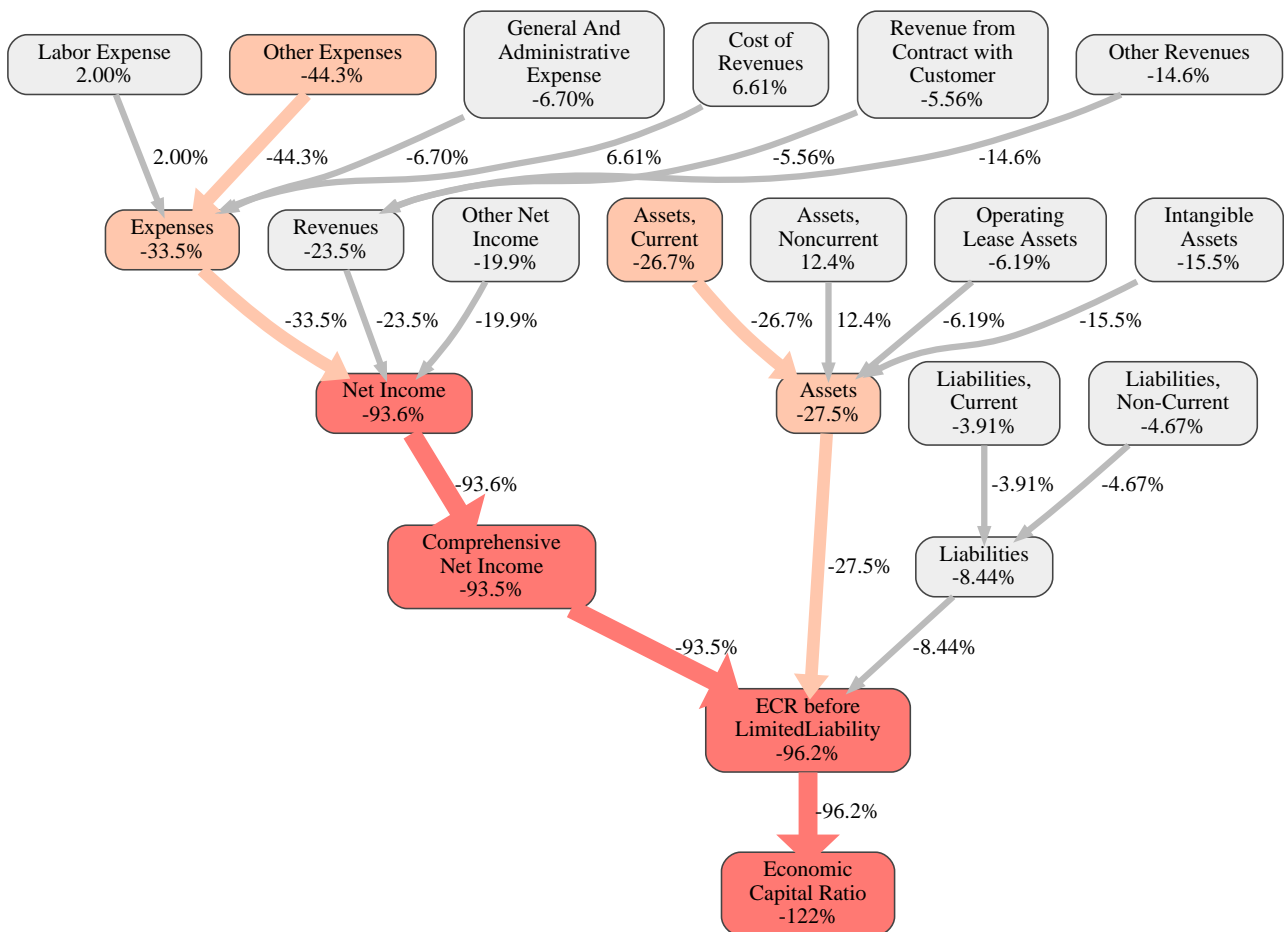 Labor Expense
2.00%
Other Expenses
-44.3%
General And
Administrative
Expense
-6.70%
Cost of
Revenues
6.61%
Revenue from
Contract with
Customer
-5.56%
Other Revenues
-14.6%
2.00%
-44.3%
-6.70%
6.61%
-5.56%
-14.6%
Expenses
-33.5%
Revenues
-23.5%
Other Net
Income
-19.9%
Assets,
Current
-26.7%
Assets,
Noncurrent
12.4%
Operating
Lease Assets
-6.19%
Intangible
Assets
-15.5%
-33.5%
-23.5%
-19.9%
-26.7%
12.4%
-6.19%
-15.5%
Net Income
-93.6%
Assets
-27.5%
Liabilities,
Current
-3.91%
Liabilities,
Non-Current
-4.67%
-93.6%
-3.91%
-4.67%
Comprehensive
Net Income
-93.5%
-27.5%
Liabilities
-8.44%
-93.5%
-8.44%
ECR before
LimitedLiability
-96.2%
-96.2%
Economic
Capital Ratio
-122%